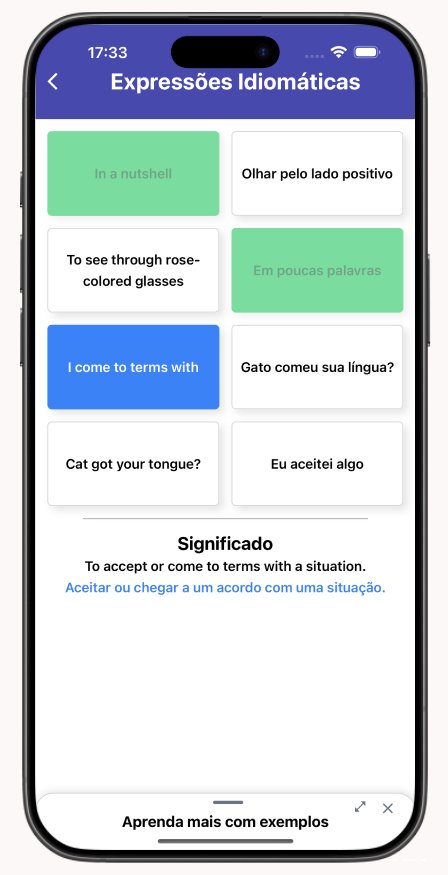 17:33
Expressões Idiomáticas
In a nutshell
Olhar pelo lado positivo
To see through rose-
colored glasses
Em poucas palavras
I come to terms with
Gato comeu sua língua?
Cat got your tongue?
Eu aceitei algo
Significado
To accept or come to terms with a situation.
Aceitar ou chegar a um acordo com uma situação.
Aprenda mais com exemplos